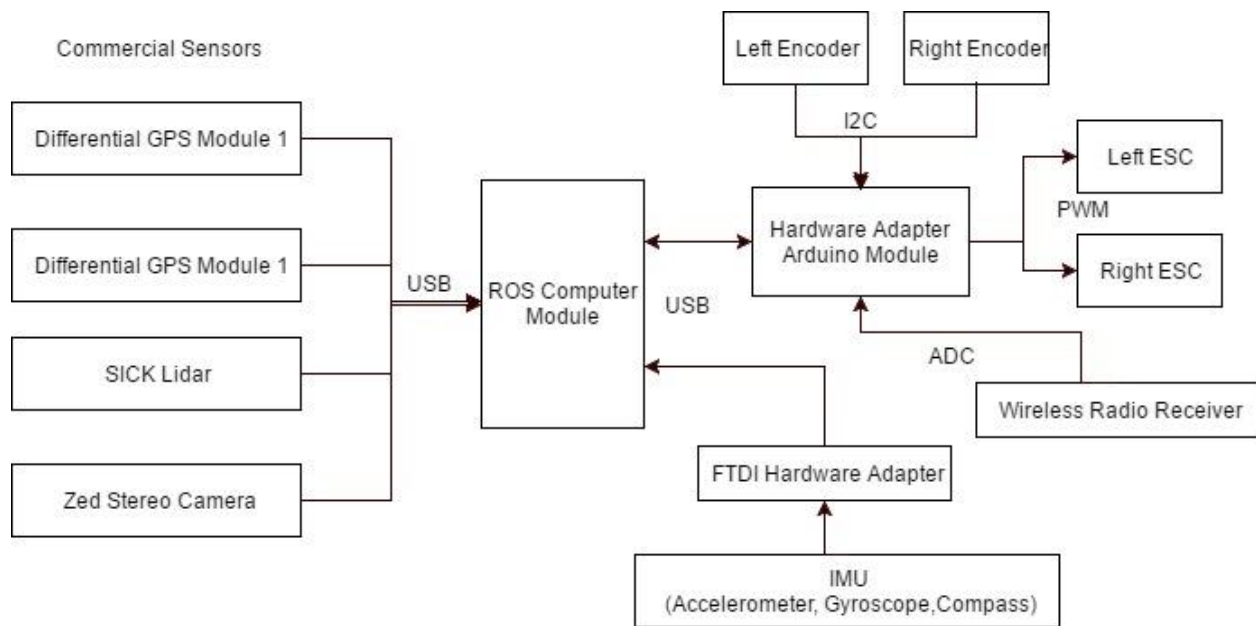 Commercial Sensors
Differential GPS Module 1
Differential GPS Module 1
SICK Lidar
Zed Stereo Camera
USB
ROS Computer
Module
USB
Left Encoder
Right Encoder
I2C
Hardware Adapter
Arduino Module
PWM
Left ESC
Right ESC
ADC
Wireless Radio Receiver
FTDI Hardware Adapter
IMU
(Accelerometer, Gyroscope,Compass)